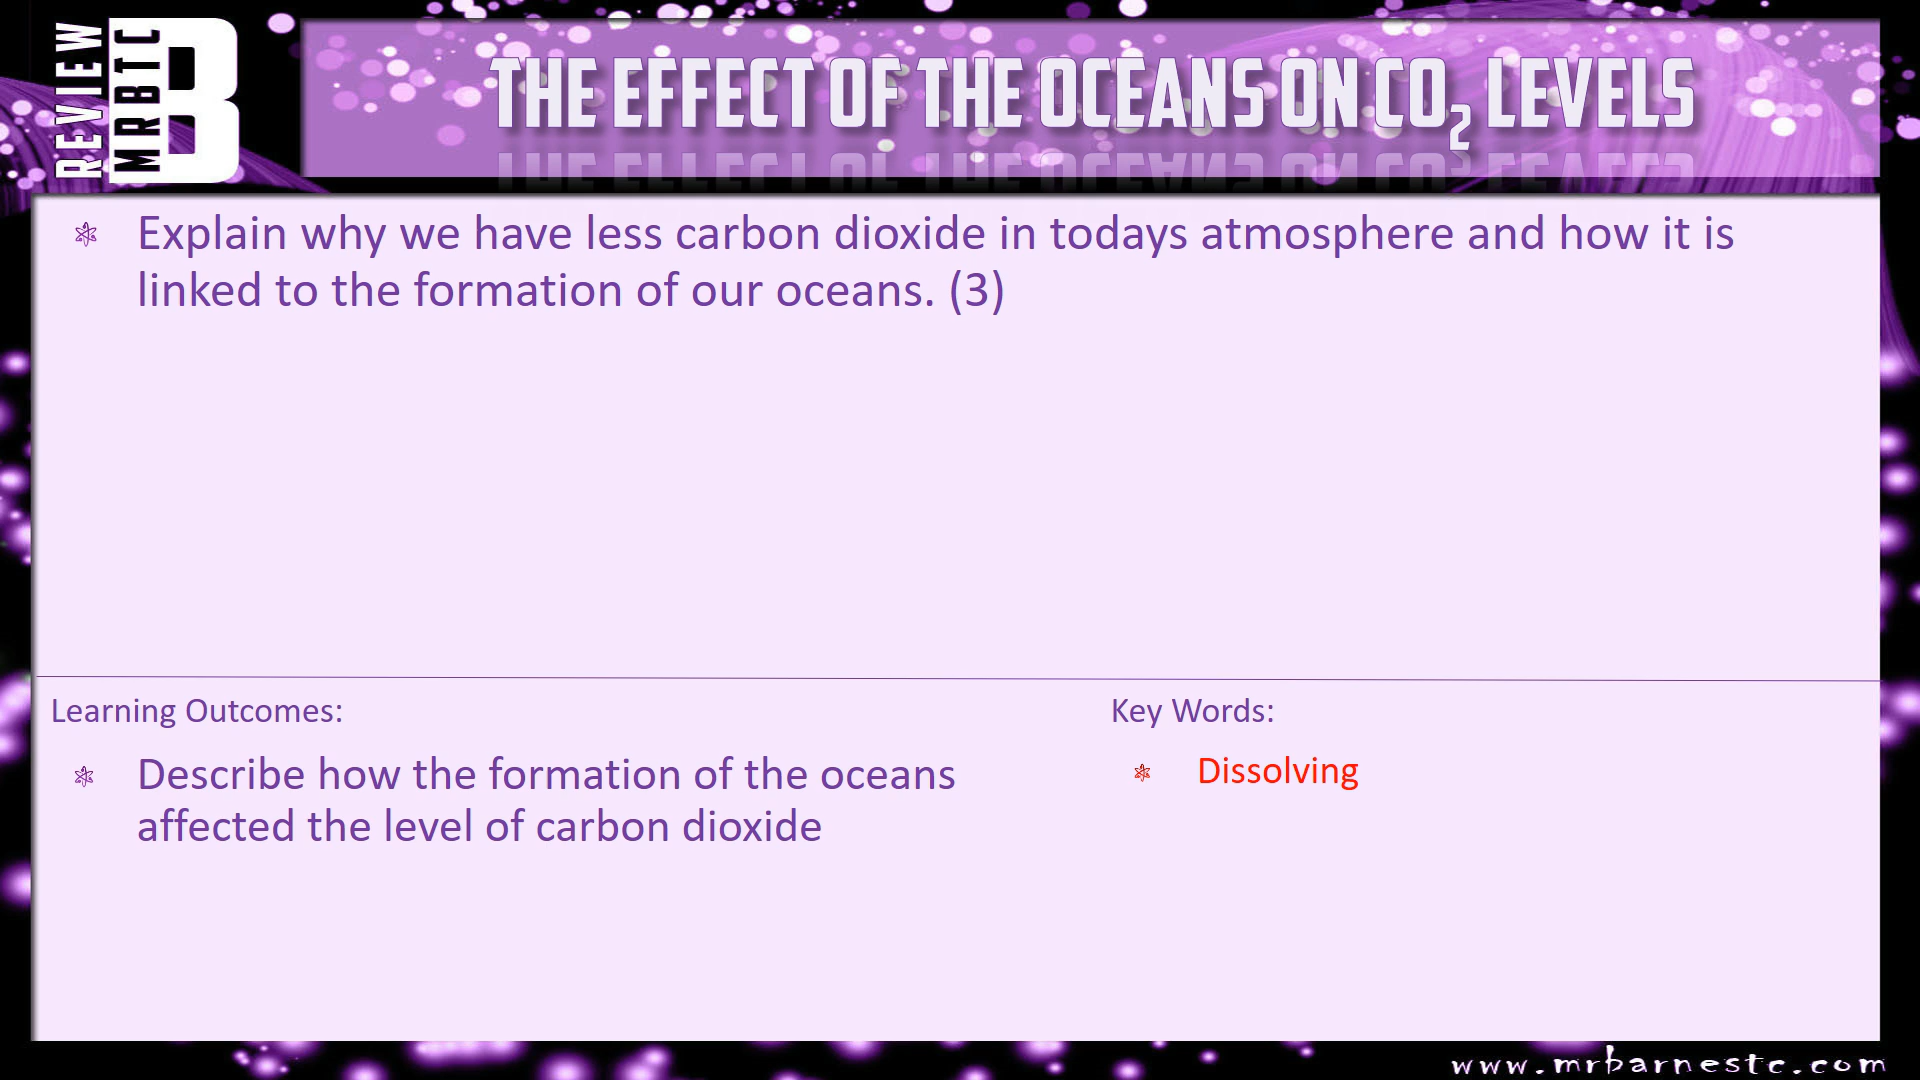 REVIEW
MRBTC
B
THE EFFECT OF THE OCEANS ON CO₂ LEVELS
Explain why we have less carbon dioxide in todays atmosphere and how it is
linked to the formation of our oceans. (3)
Learning Outcomes:
Describe how the formation of the oceans
affected the level of carbon dioxide
Key Words:
Dissolving
www.mrbarnestc.com